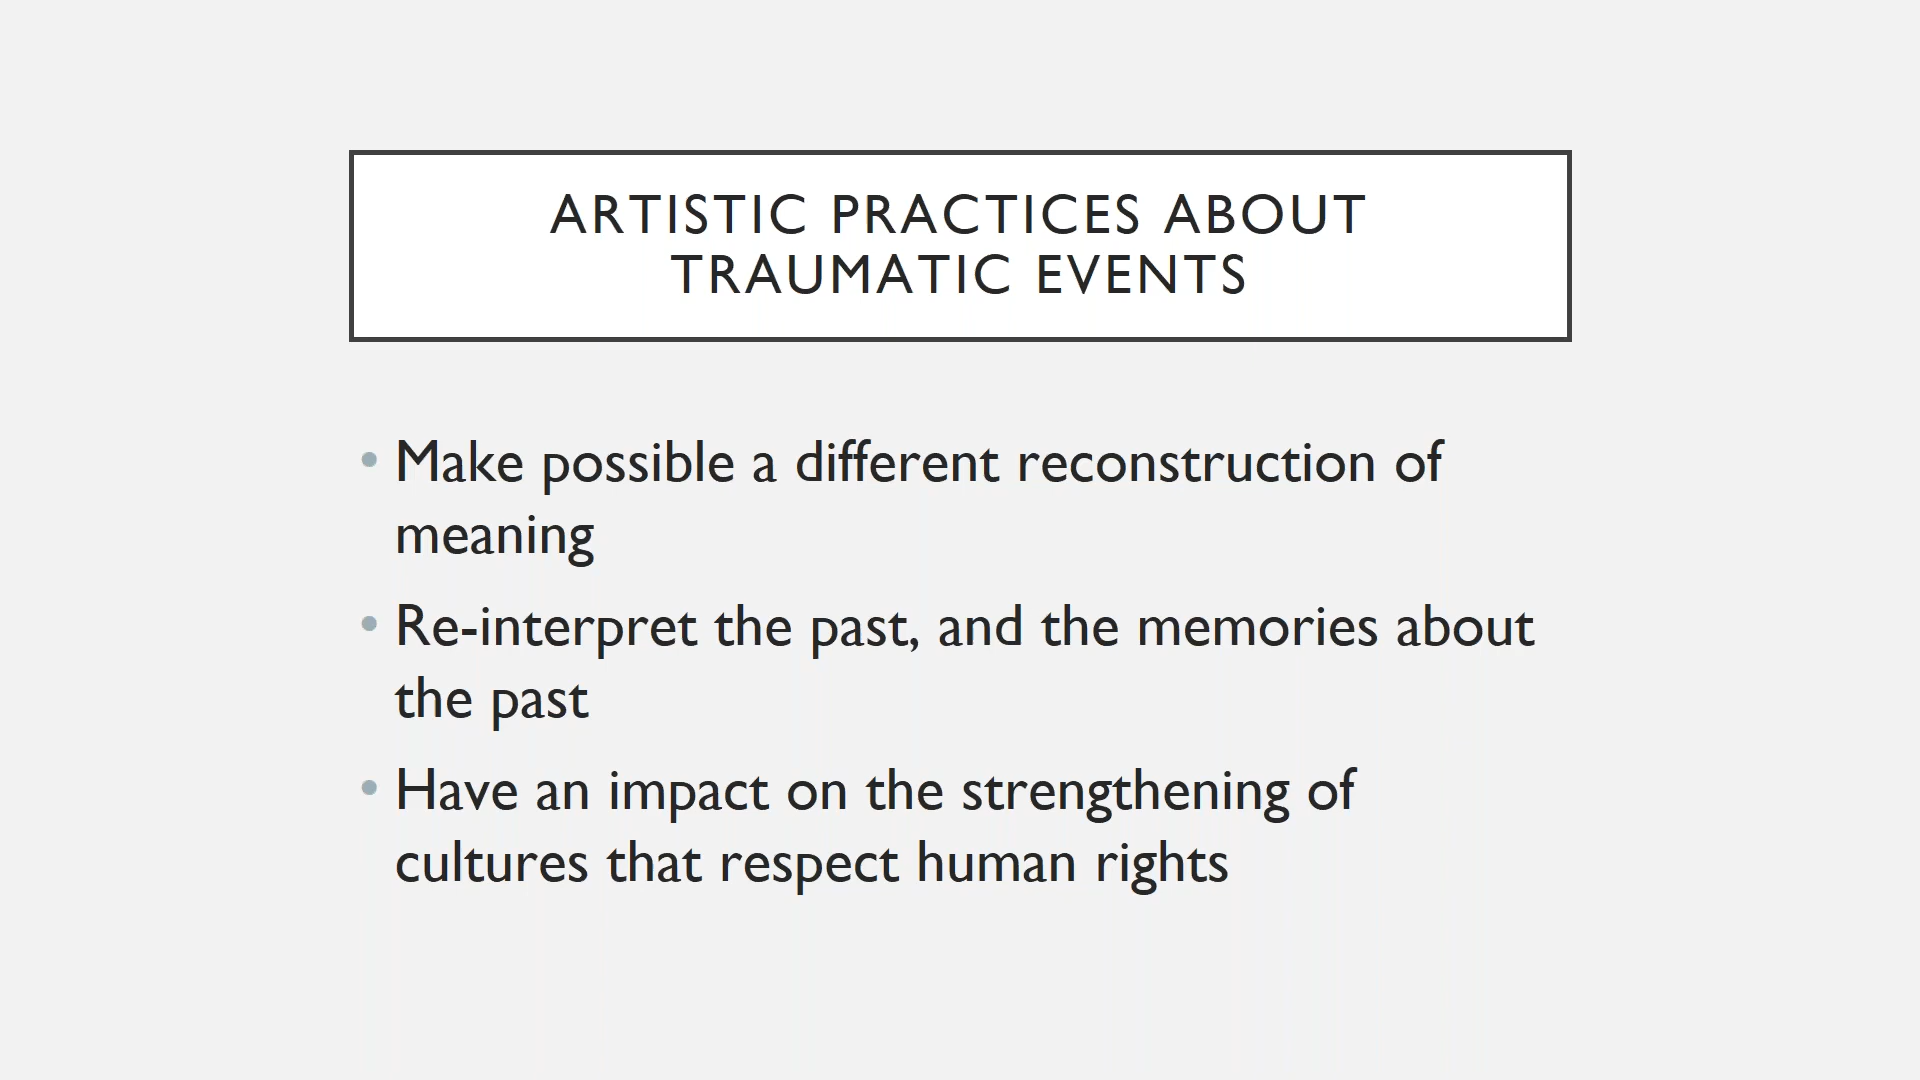 ARTISTIC PRACTICES ABOUT
TRAUMATIC EVENTS
• Make possible a different reconstruction of
meaning
• Re-interpret the past, and the memories about
the past
• Have an impact on the strengthening of
cultures that respect human rights